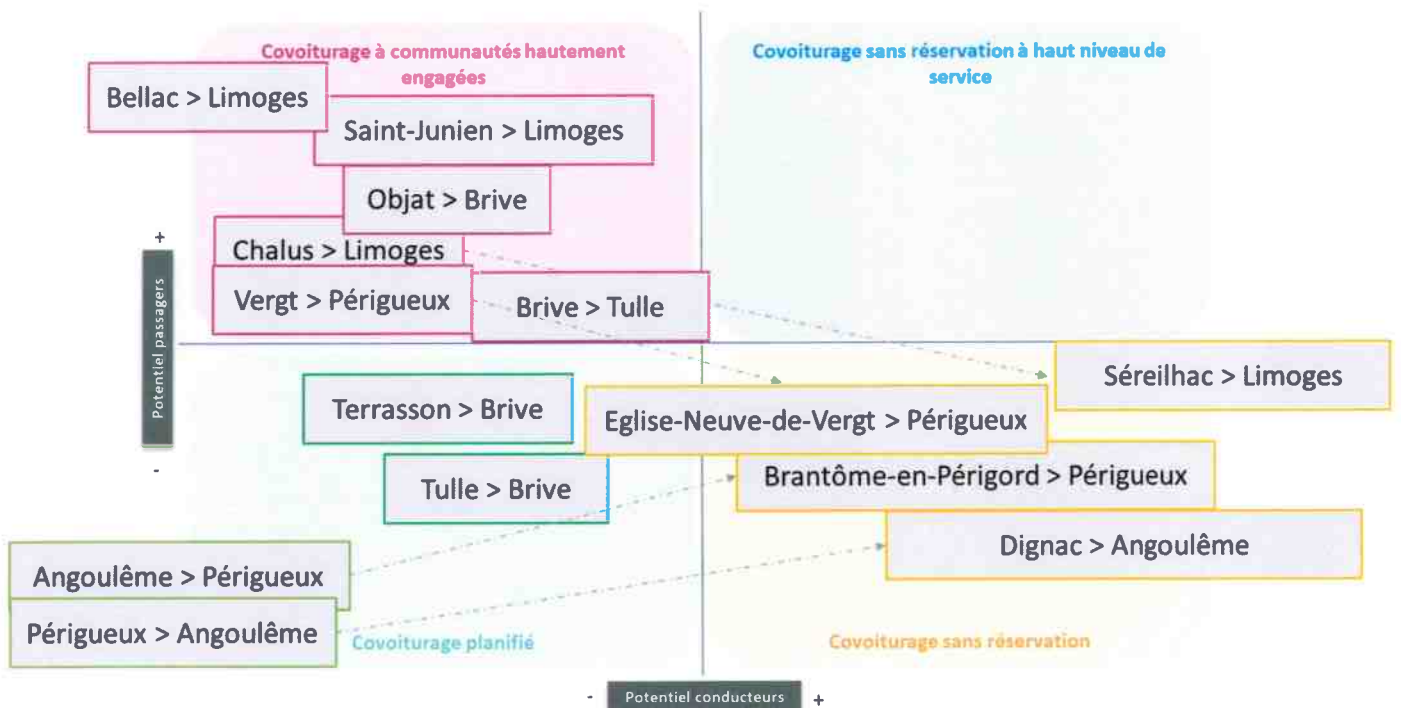 Covoiturage à communautés hautement
engagées
Covoiturage sans réservation à haut niveau de
service
Bellac > Limoges
Saint-Junien > Limoges
Objat > Brive
Chalus > Limoges
Vergt > Périgueux
Brive > Tulle
+
Potentiel passagers
-
Séreilhac > Limoges
Terrasson > Brive
Eglise-Neuve-de-Vergt > Périgueux
Tulle > Brive
Brantôme-en-Périgord > Périgueux
Dignac > Angoulême
Angoulême > Périgueux
Périgueux > Angoulême
Covoiturage planifié
Covoiturage sans réservation
- Potentiel conducteurs +